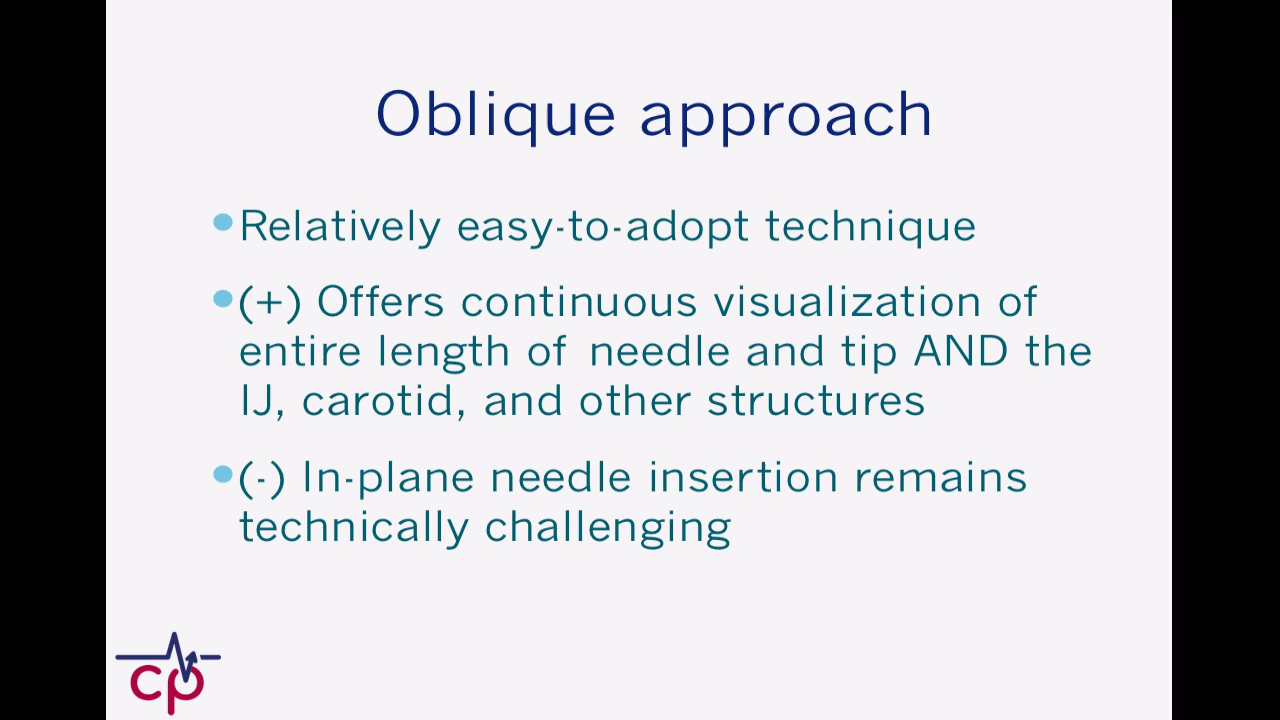 Oblique approach
•Relatively easy-to-adopt technique
•(+) Offers continuous visualization of
entire length of needle and tip AND the
IJ, carotid, and other structures
•(-) In-plane needle insertion remains
technically challenging
cp